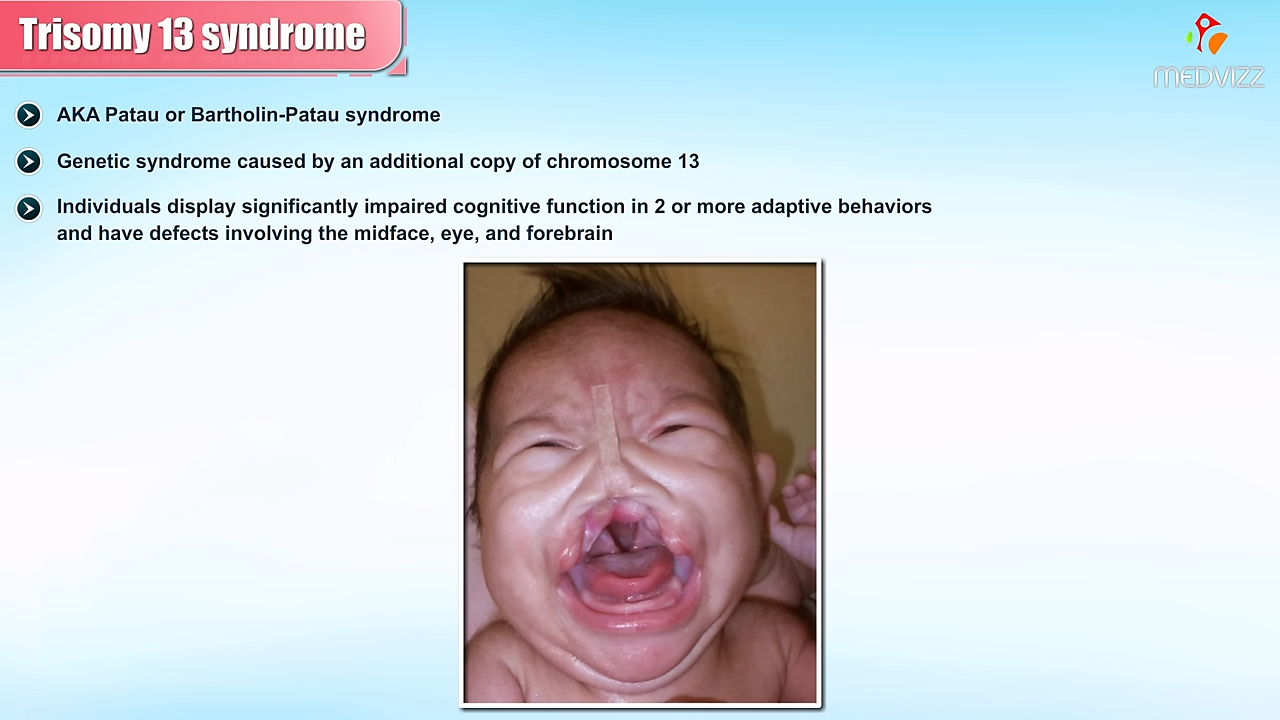 Trisomy 13 syndrome
MEDVIZZ
AKA Patau or Bartholin-Patau syndrome
Genetic syndrome caused by an additional copy of chromosome 13
Individuals display significantly impaired cognitive function in 2 or more adaptive behaviors
and have defects involving the midface, eye, and forebrain